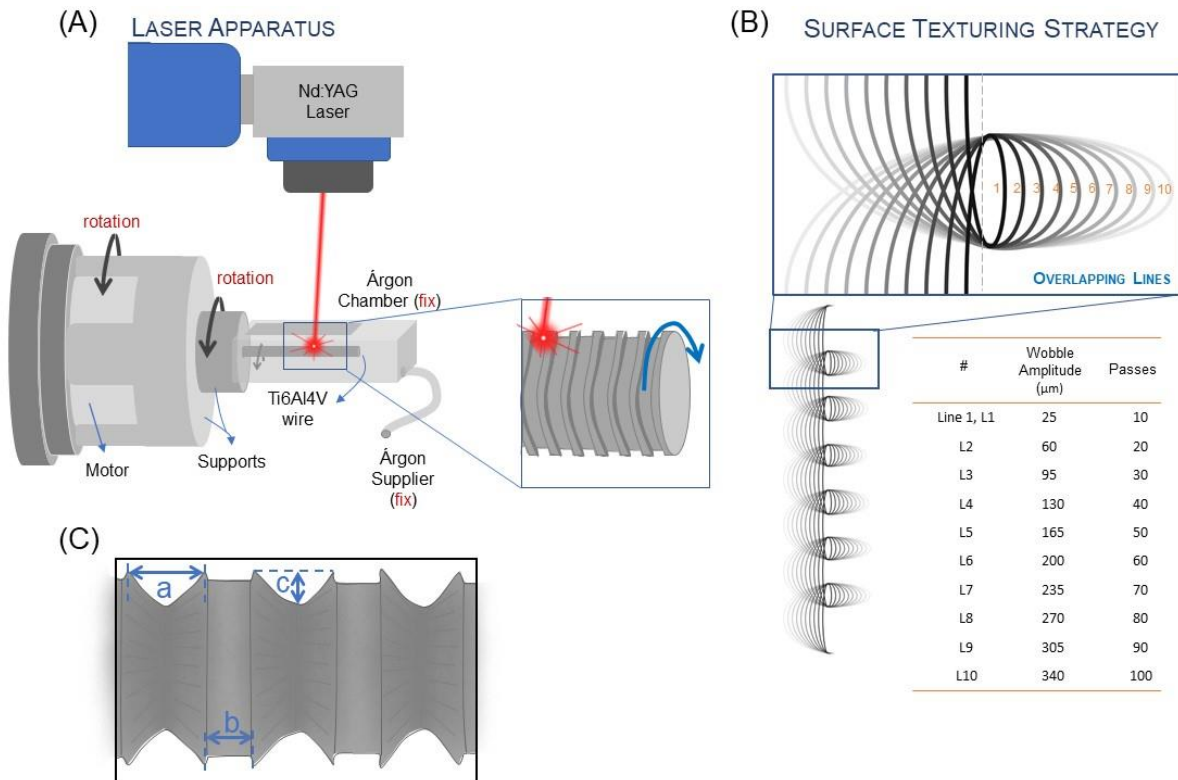 (A)
LASER APPARATUS
Nd:YAG
Laser
rotation
rotation
Árgon
Chamber (fix)
Ti6Al4V
wire
Motor
Supports
Árgon
Supplier
(fix)
(B)
SURFACE TEXTURING STRATEGY
1 2 3 4 5 6 7 8 9 10
OVERLAPPING LINES
# Wobble Amplitude (µm) Passes
Line 1, L1 25 10
L2 60 20
L3 95 30
L4 130 40
L5 165 50
L6 200 60
L7 235 70
L8 270 80
L9 305 90
L10 340 100
(C)
a
c
b